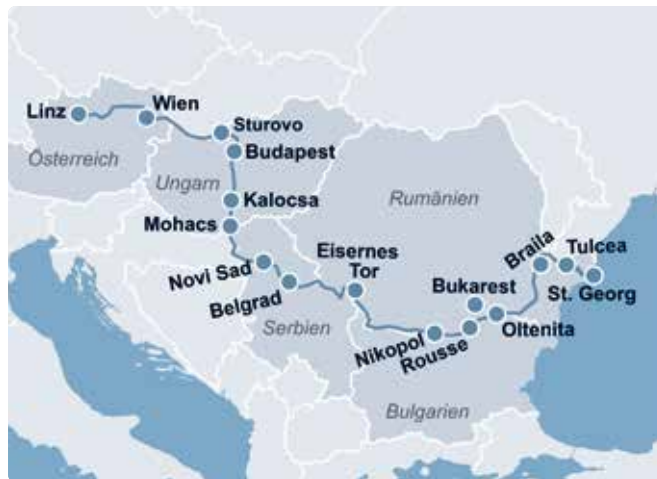 Linz
Wien
Sturovo
Budapest
Österreich
Ungarn
Kalocsa
Rumänien
Mohacs
Novi Sad
Eisernes
Tor
Braila
Tulcea
Belgrad
Bukarest
St. Georg
Serbien
Nikopol
Rousse
Oltenita
Bulgarien